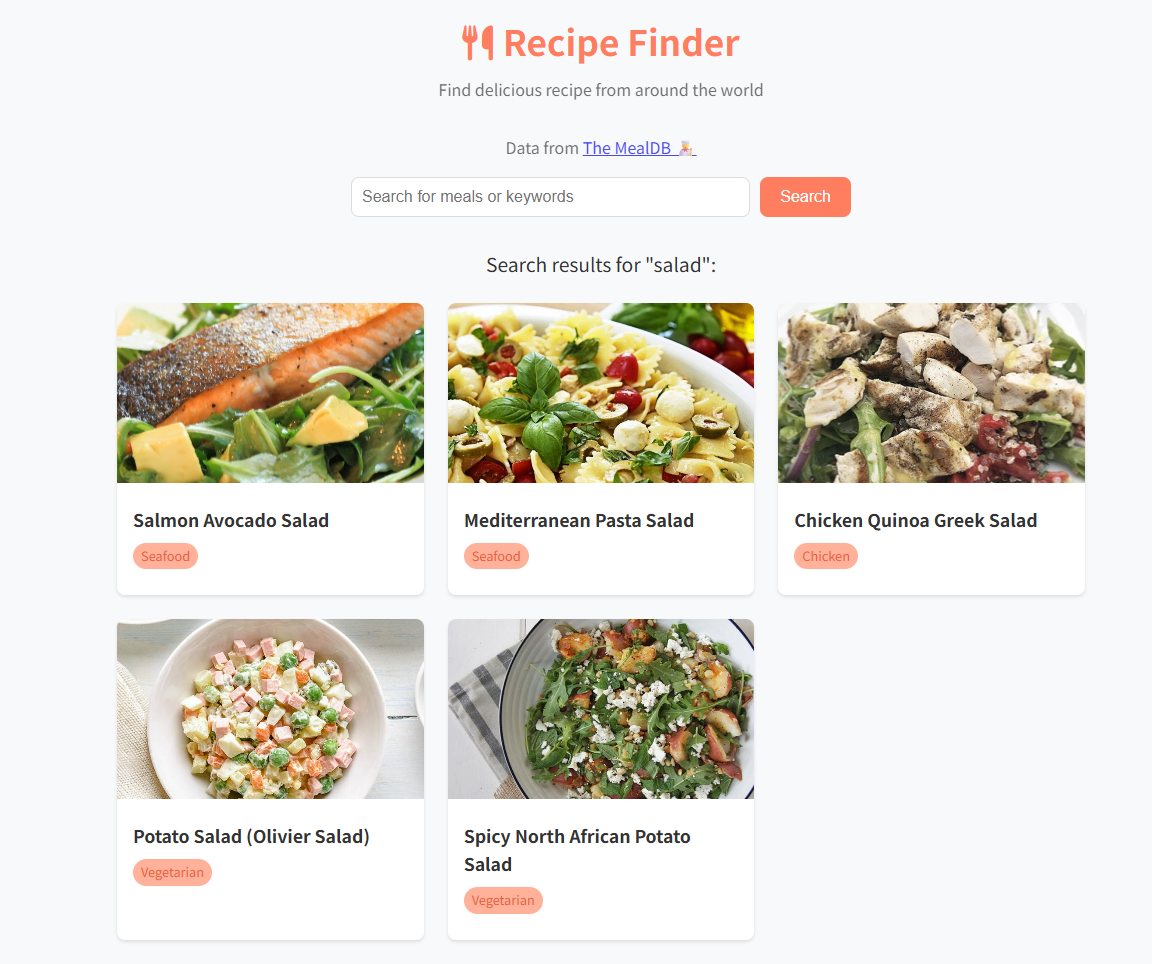 Recipe Finder
Find delicious recipe from around the world
Data from The MealDB
Search for meals or keywords
Search
Search results for "salad":
Salmon Avocado Salad
Seafood
Mediterranean Pasta Salad
Seafood
Chicken Quinoa Greek Salad
Chicken
Potato Salad (Olivier Salad)
Vegetarian
Spicy North African Potato
Salad
Vegetarian